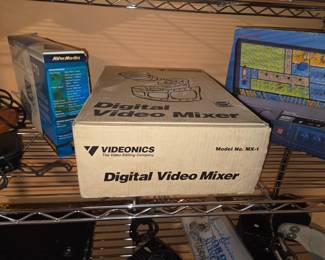 AVerMedia
Digital
Video Mixer
VIDEONICS
The Video Editing Company
Model No. MX-1
Digital Video Mixer